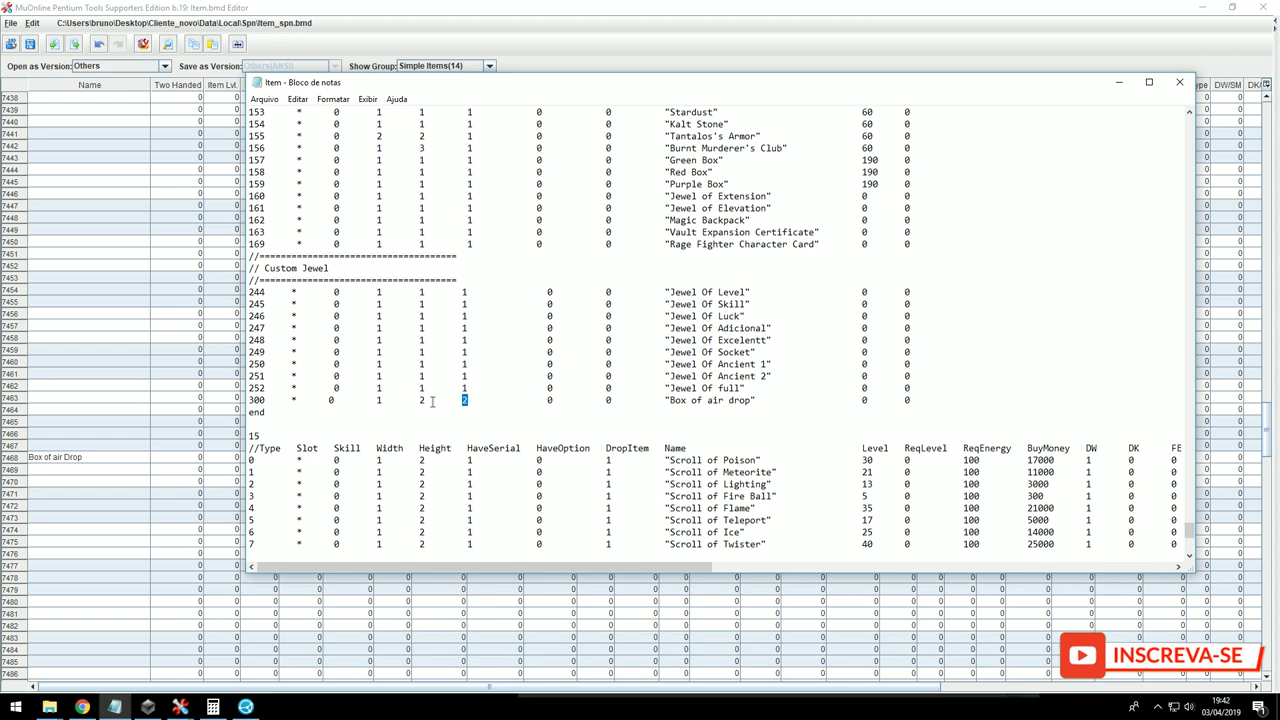 MuOnline Pentium Tools Supporters Edition b.19: Item.bmd Editor
File Edit C:\Users\bruno\Desktop\Cliente_novo\Data\Local\Spn\Item_spn.bmd
Open as Version: Others Save as Version: Others(ANSI) Show Group: Simple Items(14)
Name Two Handed Item Lvl. ype DW/SM DK/
Item - Bloco de notas
Arquivo Editar Formatar Exibir Ajuda
153 * 0 1 1 1 0 0 "Stardust" 60 0
154 * 0 1 1 1 0 0 "Kalt Stone" 60 0
155 * 0 2 2 1 0 0 "Tantalos's Armor" 60 0
156 * 0 1 3 1 0 0 "Burnt Murderer's Club" 60 0
157 * 0 1 1 1 0 0 "Green Box" 190 0
158 * 0 1 1 1 0 0 "Red Box" 190 0
159 * 0 1 1 1 0 0 "Purple Box" 190 0
160 * 0 1 1 1 0 0 "Jewel of Extension" 0 0
161 * 0 1 1 1 0 0 "Jewel of Elevation" 0 0
162 * 0 1 1 1 0 0 "Magic Backpack" 0 0
163 * 0 1 1 1 0 0 "Vault Expansion Certificate" 0 0
169 * 0 1 1 1 0 0 "Rage Fighter Character Card" 0 0
//=====================================
// Custom Jewel
//=====================================
244 * 0 1 1 1 0 0 "Jewel Of Level" 0 0
245 * 0 1 1 1 0 0 "Jewel Of Skill" 0 0
246 * 0 1 1 1 0 0 "Jewel Of Luck" 0 0
247 * 0 1 1 1 0 0 "Jewel Of Adicional" 0 0
248 * 0 1 1 1 0 0 "Jewel Of Excelentt" 0 0
249 * 0 1 1 1 0 0 "Jewel Of Socket" 0 0
250 * 0 1 1 1 0 0 "Jewel Of Ancient 1" 0 0
251 * 0 1 1 1 0 0 "Jewel Of Ancient 2" 0 0
252 * 0 1 1 1 0 0 "Jewel Of full" 0 0
300 * 0 1 2 2 0 0 "Box of air drop" 0 0
end
15
//Type Slot Skill Width Height HaveSerial HaveOption DropItem Name Level ReqLevel ReqEnergy BuyMoney DW DK FE
0 * 0 1 2 1 0 1 "Scroll of Poison" 30 0 100 17000 1 0 0
1 * 0 1 2 1 0 1 "Scroll of Meteorite" 21 0 100 11000 1 0 0
2 * 0 1 2 1 0 1 "Scroll of Lighting" 13 0 100 3000 1 0 0
3 * 0 1 2 1 0 1 "Scroll of Fire Ball" 5 0 100 300 1 0 0
4 * 0 1 2 1 0 1 "Scroll of Flame" 35 0 100 21000 1 0 0
5 * 0 1 2 1 0 1 "Scroll of Teleport" 17 0 100 5000 1 0 0
6 * 0 1 2 1 0 1 "Scroll of Ice" 25 0 100 14000 1 0 0
7 * 0 1 2 1 0 1 "Scroll of Twister" 40 0 100 25000 1 0 0
7468 Box of air Drop 0 0
INSCREVA-SE
19:42
03/04/2019